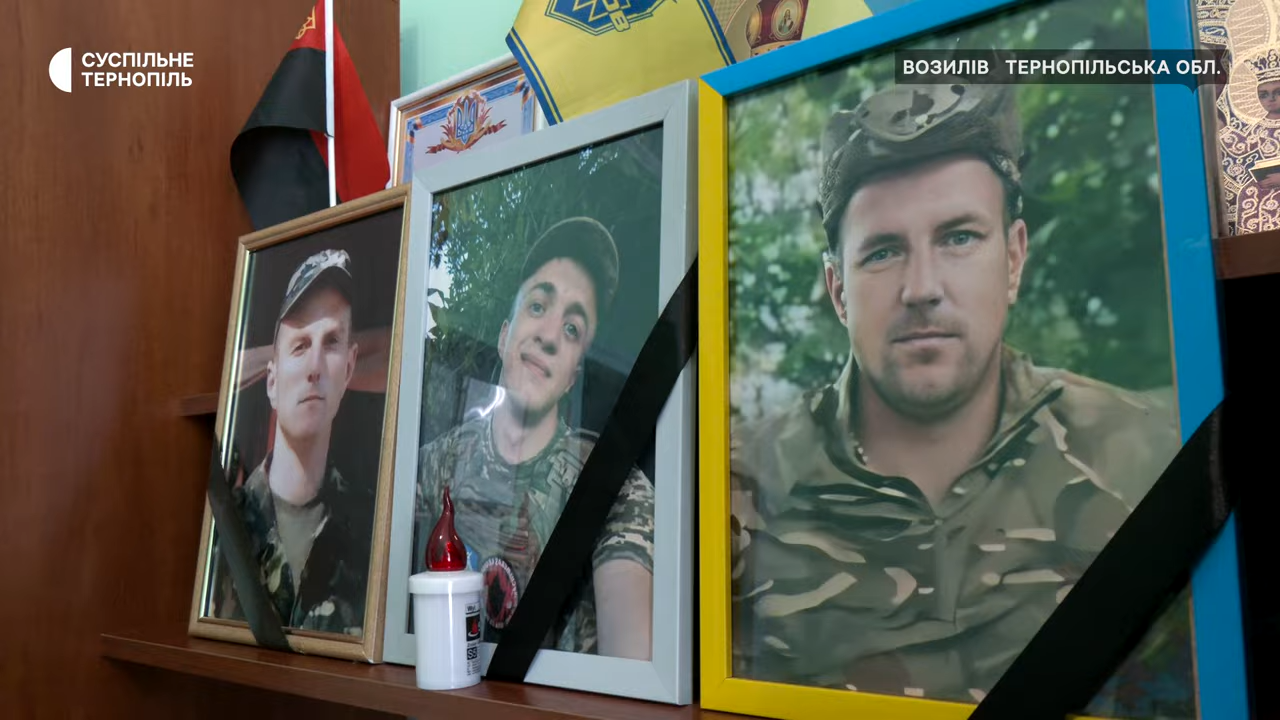 СУСПІЛЬНЕ
ТЕРНОПІЛЬ
ВОЗИЛІВ ТЕРНОПІЛЬСЬКА ОБЛ.